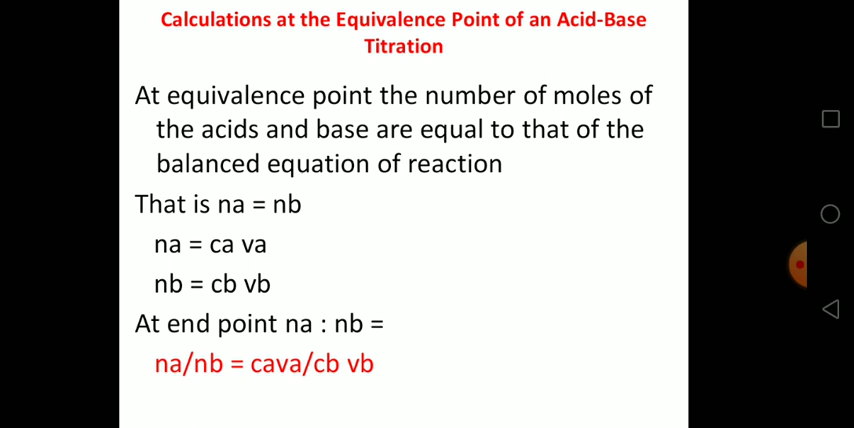 Calculations at the Equivalence Point of an Acid-Base
Titration
At equivalence point the number of moles of
the acids and base are equal to that of the
balanced equation of reaction
That is na = nb
na = ca va
nb = cb vb
At end point na : nb =
na/nb = cava/cb vb